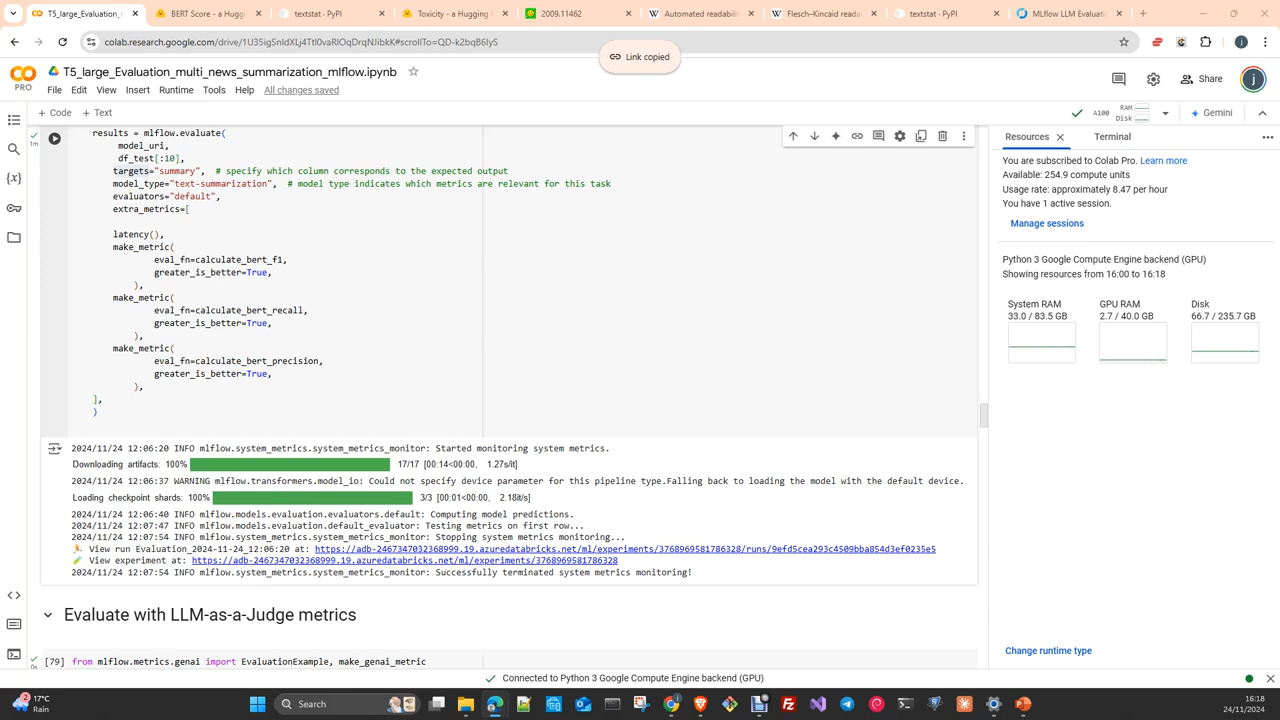 T5_large_Evaluation_multi_ne
BERT Score - a Hugg
textstat · PyPI
Toxicity - a Hugging
2009.11462
Automated readabili
Flesch–Kincaid reada
textstat · PyPI
MLflow LLM Evaluati
colab.research.google.com/drive/
Link copied
PRO
T5_large_Evaluation_multi_news_summarization_mlflow.ipynb
File Edit View Insert Runtime Tools Help All changes saved
Share
j
+ Code + Text
A100 RAM Disk
Gemini
1m
results = mlflow.evaluate(
model_uri,
df_test[:10],
targets="summary", # specify which column corresponds to the expected output
model_type="text-summarization", # model type indicates which metrics are relevant for this task
evaluators="default",
extra_metrics=[
latency(),
make_metric(
eval_fn=calculate_bert_f1,
greater_is_better=True,
),
make_metric(
eval_fn=calculate_bert_recall,
greater_is_better=True,
),
make_metric(
eval_fn=calculate_bert_precision,
greater_is_better=True,
),
],
)
2024/11/24 12:06:20 INFO mlflow.system_metrics.system_metrics_monitor: Started monitoring system metrics.
Downloading artifacts: 100% 17/17 [00:14<00:00, 1.27s/it]
2024/11/24 12:06:37 WARNING mlflow.transformers.model_io: Could not specify device parameter for this pipeline type.Falling back to loading the model with the default device.
Loading checkpoint shards: 100% 3/3 [00:01<00:00, 2.18it/s]
2024/11/24 12:06:40 INFO mlflow.models.evaluation.evaluators.default: Computing model predictions.
2024/11/24 12:07:47 INFO mlflow.models.evaluation.default_evaluator: Testing metrics on first row...
2024/11/24 12:07:54 INFO mlflow.system_metrics.system_metrics_monitor: Stopping system metrics monitoring...
View run Evaluation_2024-11-24_12:06:20 at: https://adb-2467347032368999.19.azuredatabricks.net/ml/experiments/3768969581786328/runs/9efd5cea293c4509bba854d3ef0235e5
View experiment at: https://adb-2467347032368999.19.azuredatabricks.net/ml/experiments/3768969581786328
2024/11/24 12:07:54 INFO mlflow.system_metrics.system_metrics_monitor: Successfully terminated system metrics monitoring!
Evaluate with LLM-as-a-Judge metrics
[79] from mlflow.metrics.genai import EvaluationExample, make_genai_metric
0s
Resources
Terminal
You are subscribed to Colab Pro. Learn more
Available: 254.9 compute units
Usage rate: approximately 8.47 per hour
You have 1 active session.
Manage sessions
Python 3 Google Compute Engine backend (GPU)
Showing resources from 16:00 to 16:18
System RAM
33.0 / 83.5 GB
GPU RAM
2.7 / 40.0 GB
Disk
66.7 / 235.7 GB
Change runtime type
Connected to Python 3 Google Compute Engine backend (GPU)
2
17°C
Rain
Search
16:18
24/11/2024